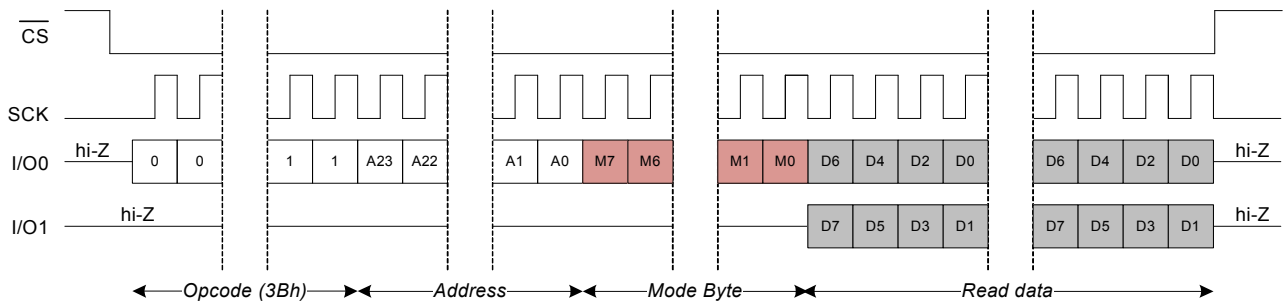 CS
SCK
I/O0 hi-Z 0 0 1 1 A23 A22 A1 A0 M7 M6 M1 M0 D6 D4 D2 D0 D6 D4 D2 D0 hi-Z
I/O1 hi-Z D7 D5 D3 D1 D7 D5 D3 D1 hi-Z
Opcode (3Bh) Address Mode Byte Read data